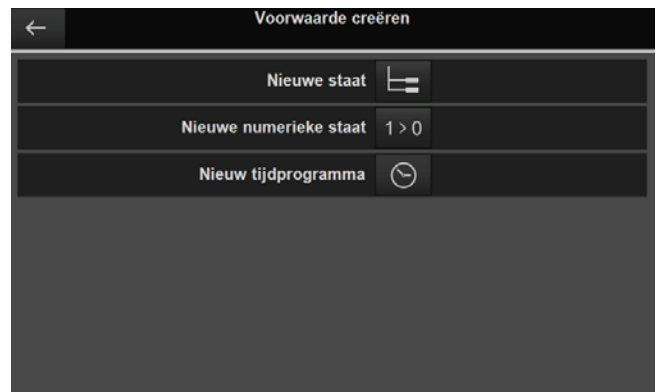 Voorwaarde creëren
Nieuwe staat
Nieuwe numerieke staat 1 > 0
Nieuw tijdprogramma